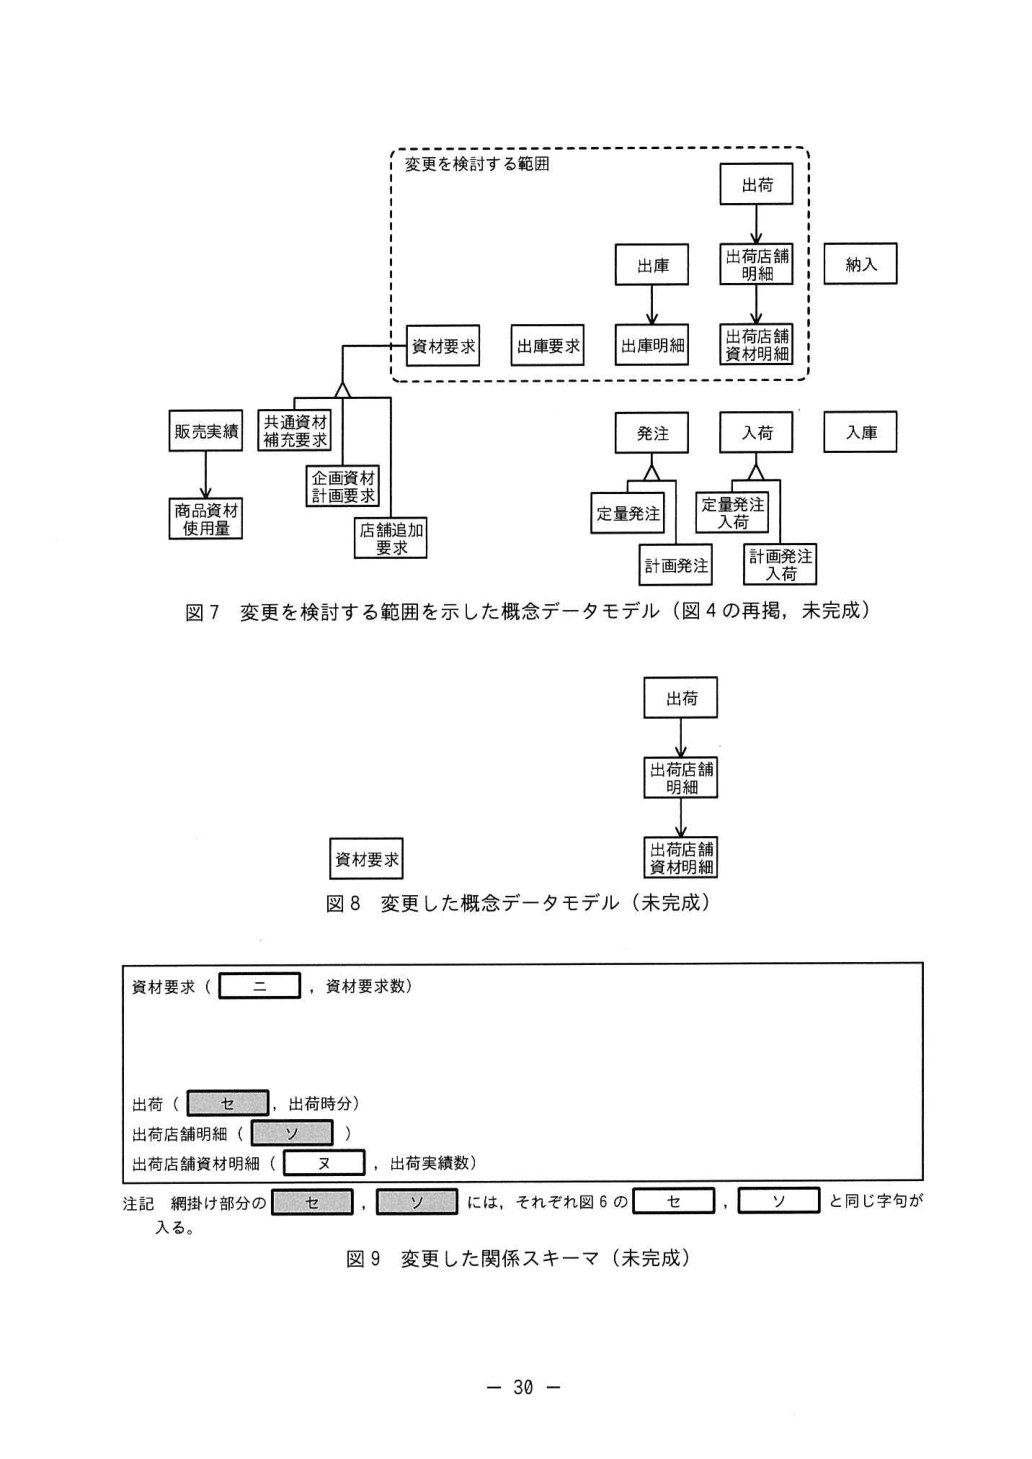 変更を検討する範囲
出荷
出庫
出荷店舗
明細
納入
資材要求
出庫要求
出庫明細
出荷店舗
資材明細
販売実績
共通資材
補充要求
発注
入荷
入庫
企画資材
計画要求
商品資材
使用量
定量発注
定量発注
入荷
店舗追加
要求
計画発注
計画発注
入荷
図7 変更を検討する範囲を示した概念データモデル（図4の再掲，未完成）
出荷
出荷店舗
明細
資材要求
出荷店舗
資材明細
図8 変更した概念データモデル（未完成）
資材要求（ ニ ，資材要求数）
出荷（ セ ，出荷時分）
出荷店舗明細（ ソ ）
出荷店舗資材明細（ ヌ ，出荷実績数）
注記 網掛け部分の セ ， ソ には，それぞれ図6の セ ， ソ と同じ字句が
入る。
図9 変更した関係スキーマ（未完成）
－ 30 －